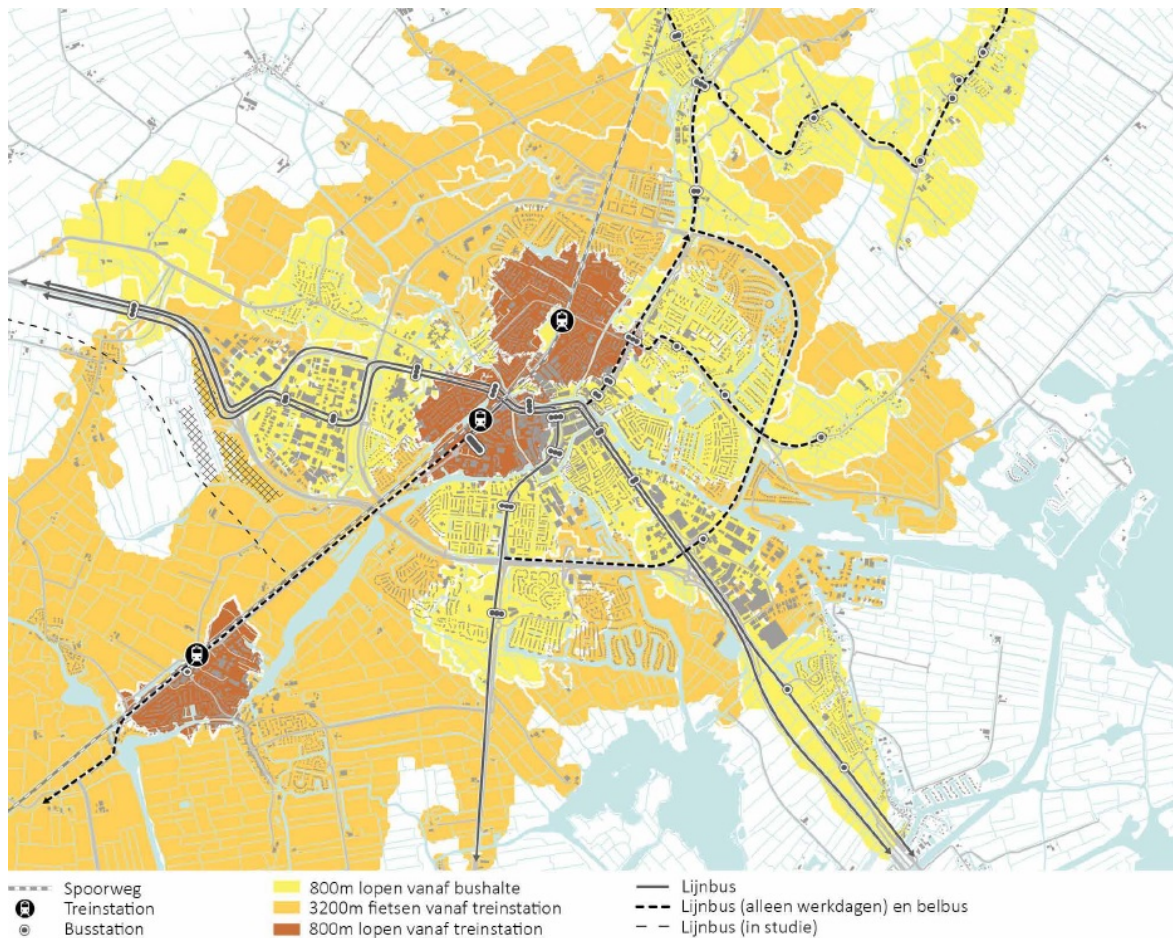 Spoorweg
Treinstation
Busstation
800m lopen vanaf bushalte
3200m fietsen vanaf treinstation
800m lopen vanaf treinstation
Lijnbus
Lijnbus (alleen werkdagen) en belbus
Lijnbus (in studie)